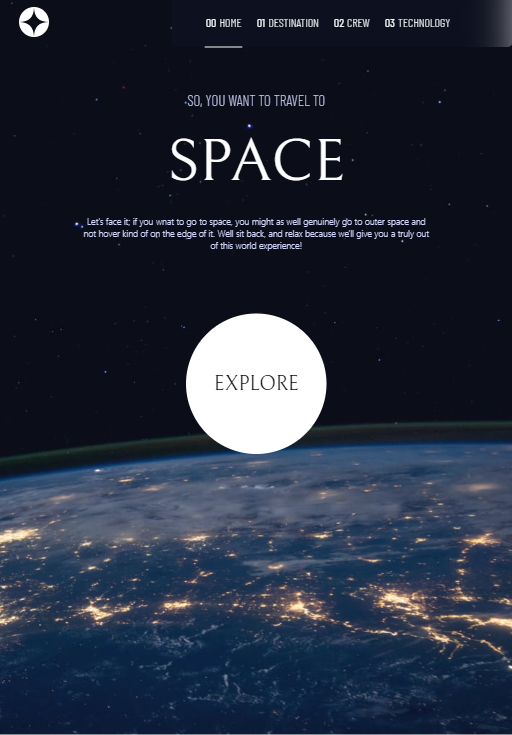 00 HOME 01 DESTINATION 02 CREW 03 TECHNOLOGY
SO, YOU WANT TO TRAVEL TO
SPACE
Let's face it; if you wnat to go to space, you might as well genuinely go to outer space and
not hover kind of on the edge of it. Well sit back, and relax because we'll give you a truly out
of this world experience!
EXPLORE